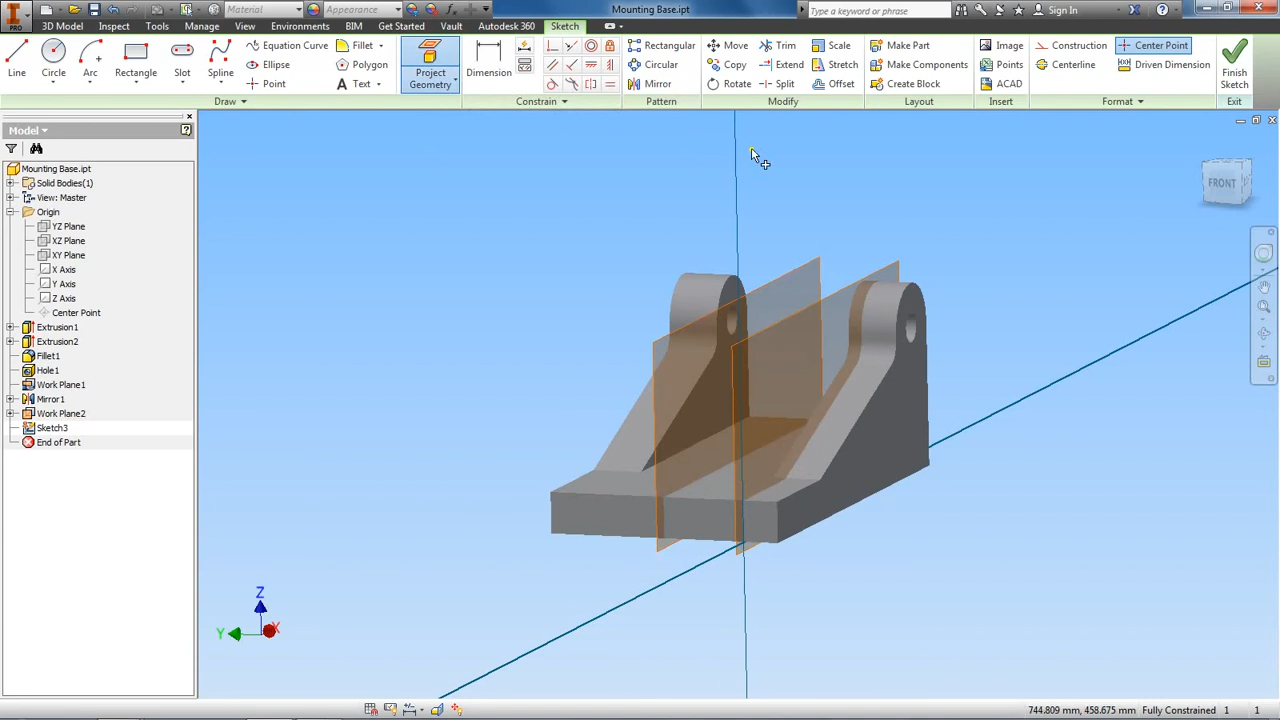 Material
Appearance
Mounting Base.ipt
Type a keyword or phrase
Sign In
PRO
3D Model Inspect Tools Manage View Environments BIM Get Started Vault Autodesk 360 Sketch
Line
Circle
Arc
Rectangle
Slot
Spline
Equation Curve
Ellipse
Point
Fillet
Polygon
Text
Project Geometry
Dimension
Rectangular
Circular
Mirror
Move
Copy
Rotate
Trim
Extend
Split
Scale
Stretch
Offset
Make Part
Make Components
Create Block
Image
Points
ACAD
Construction
Centerline
Center Point
Driven Dimension
Finish Sketch
Draw
Constrain
Pattern
Modify
Layout
Insert
Format
Exit
Model
Mounting Base.ipt
Solid Bodies(1)
View: Master
Origin
YZ Plane
XZ Plane
XY Plane
X Axis
Y Axis
Z Axis
Center Point
Extrusion1
Extrusion2
Fillet1
Hole1
Work Plane1
Mirror1
Work Plane2
Sketch3
End of Part
FRONT
Z
Y
X
744.809 mm, 458.675 mm Fully Constrained 1 1